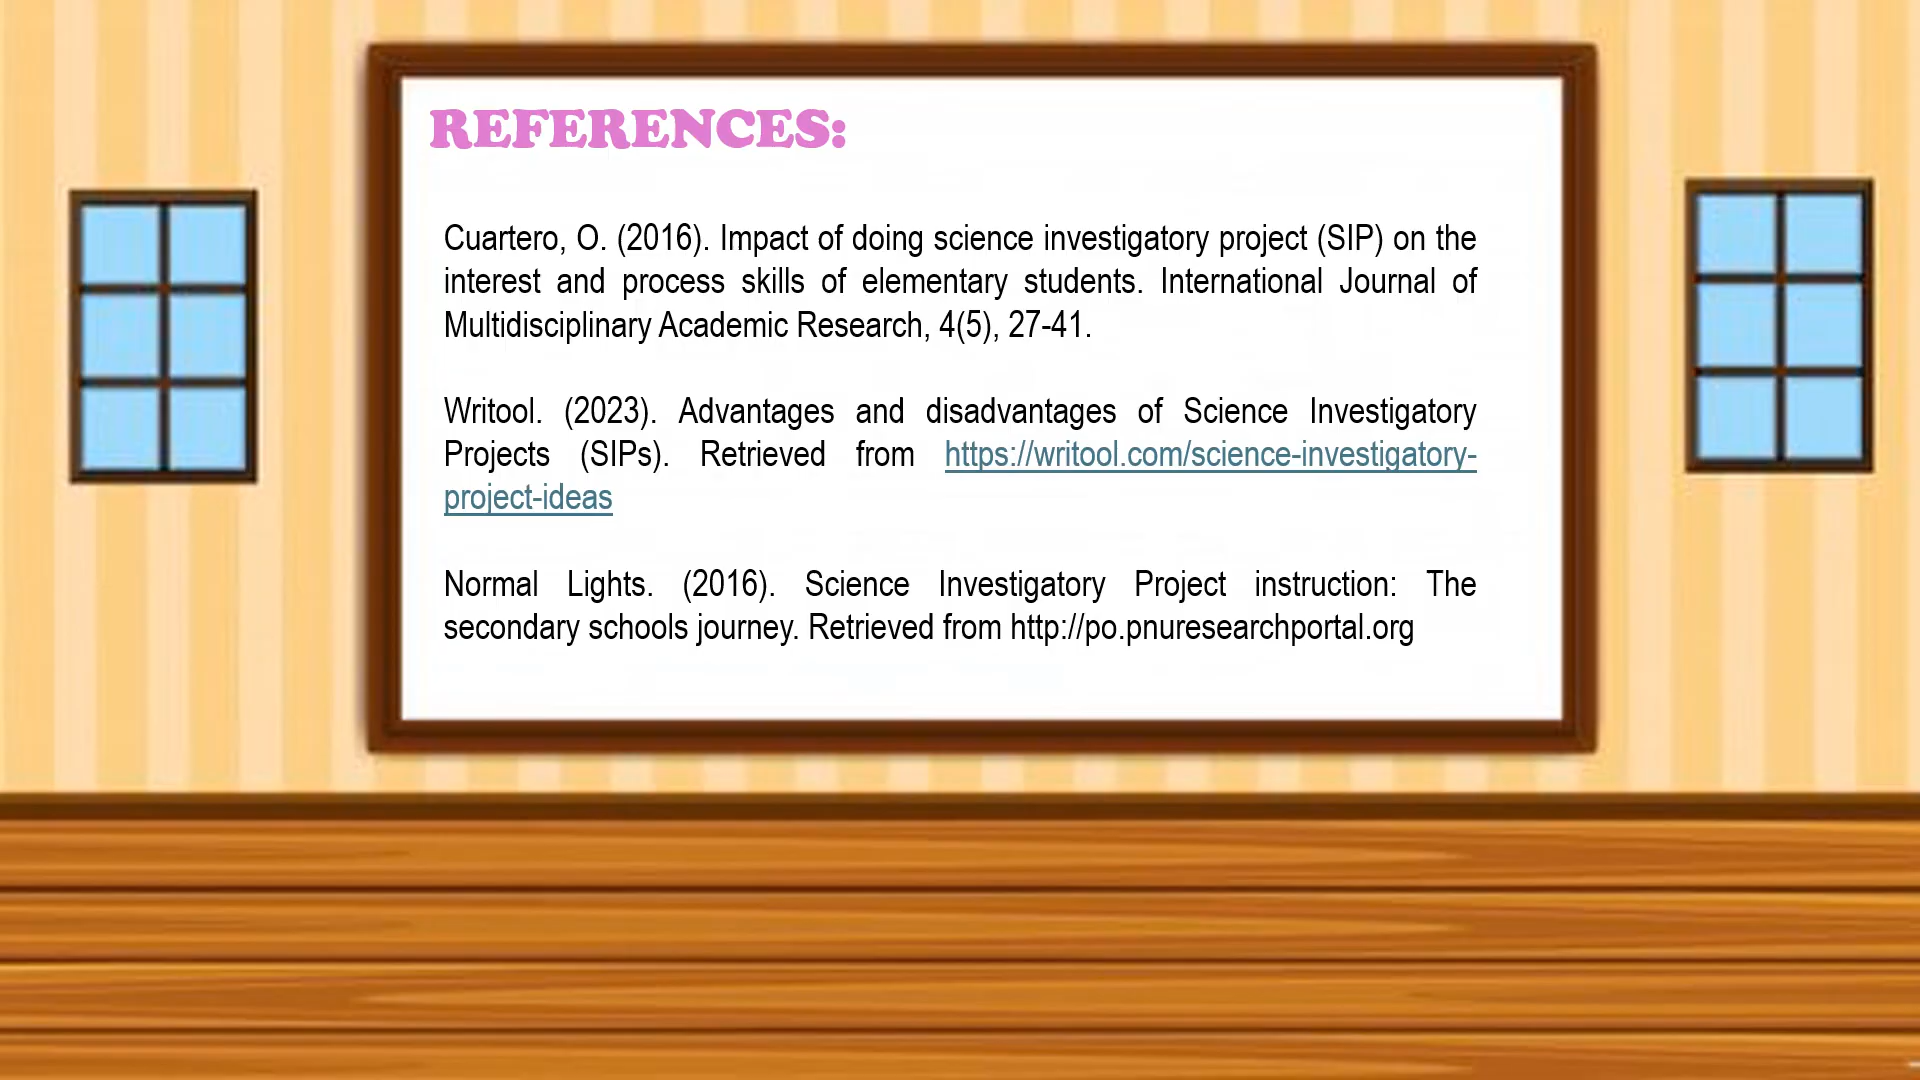 REFERENCES:
Cuartero, O. (2016). Impact of doing science investigatory project (SIP) on the
interest and process skills of elementary students. International Journal of
Multidisciplinary Academic Research, 4(5), 27-41.
Writool. (2023). Advantages and disadvantages of Science Investigatory
Projects (SIPs). Retrieved from https://writool.com/science-investigatory-
project-ideas
Normal Lights. (2016). Science Investigatory Project instruction: The
secondary schools journey. Retrieved from http://po.pnuresearchportal.org